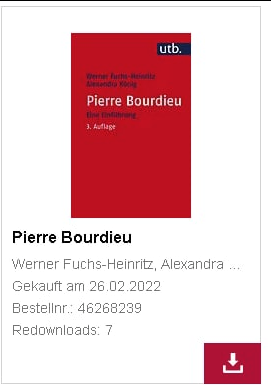 utb.
Werner Fuchs-Heinritz
Alexandra König
Pierre Bourdieu
Eine Einführung
3. Auflage
Pierre Bourdieu
Werner Fuchs-Heinritz, Alexandra ...
Gekauft am 26.02.2022
Bestellnr.: 46268239
Redownloads: 7